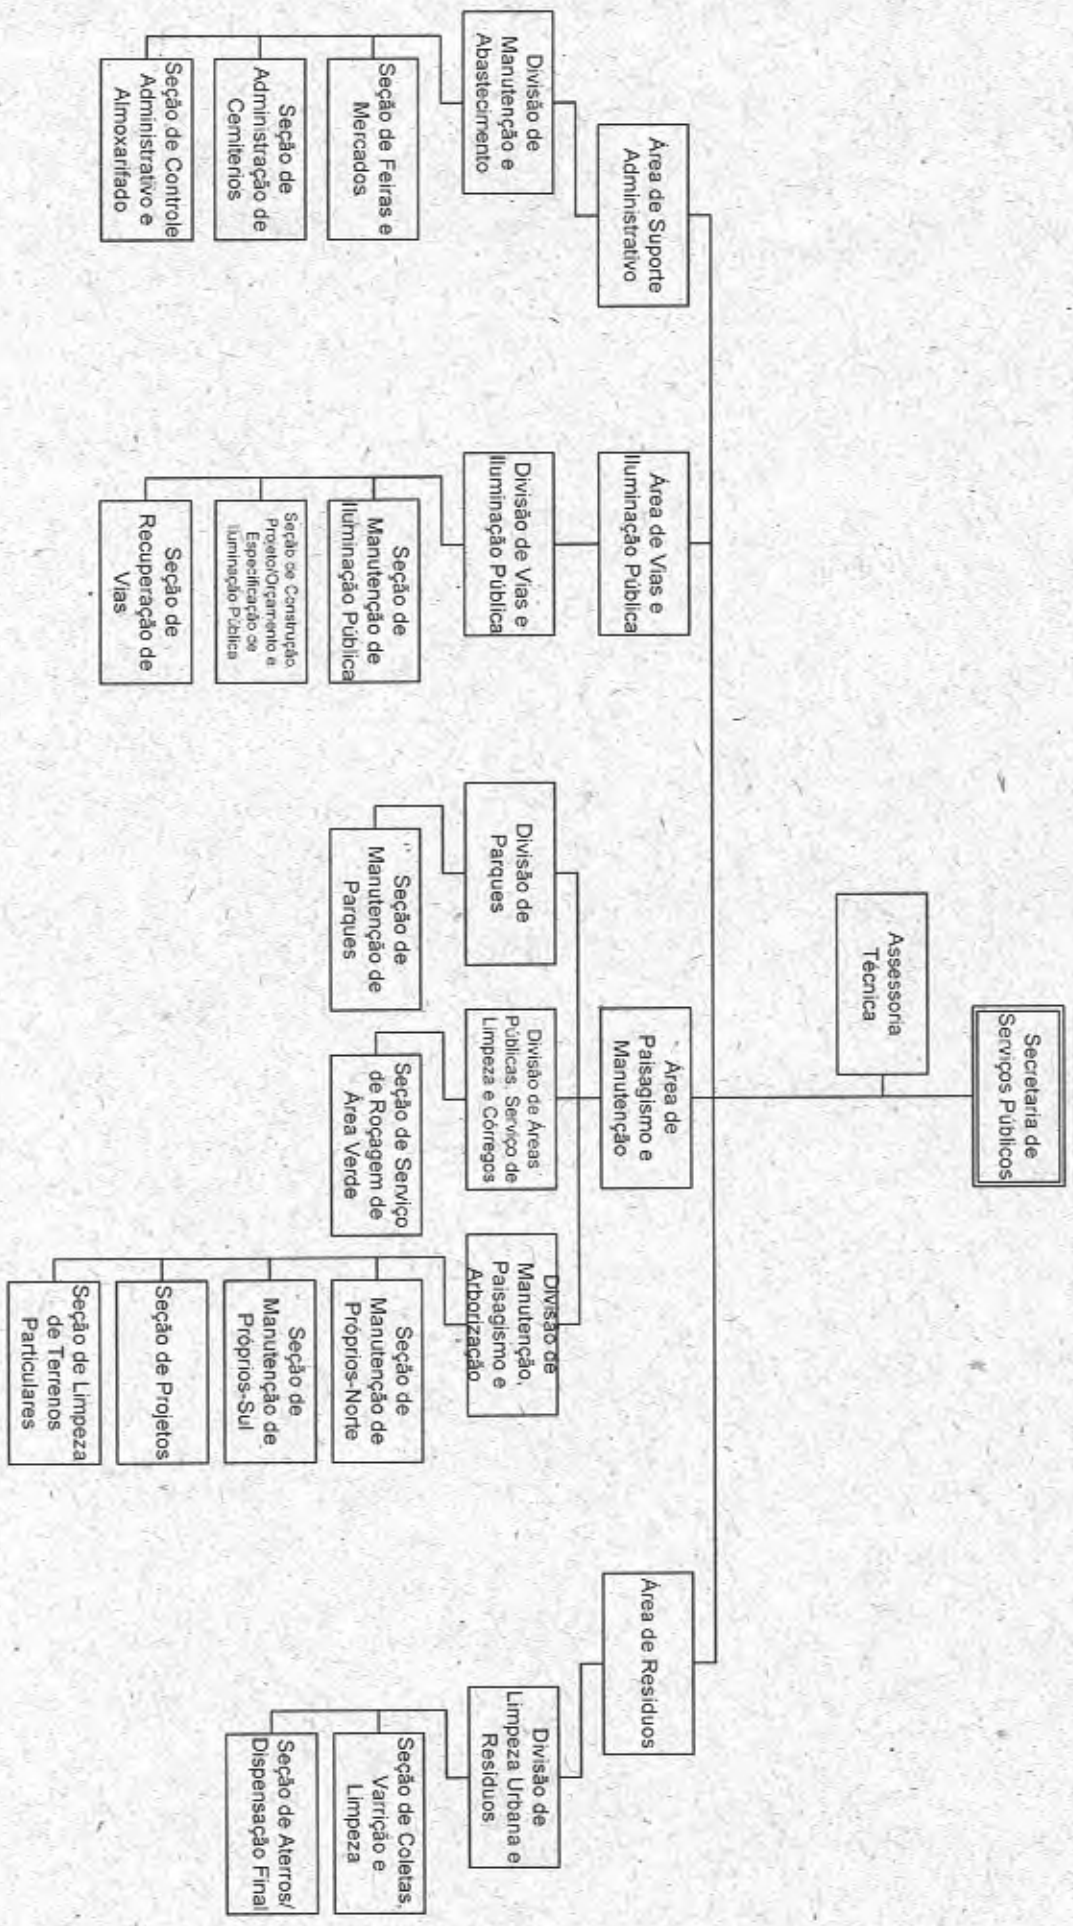 Secretaria de
Serviços Públicos
Assessoria
Técnica
Área de Suporte
Administrativo
Área de Vias e
Iluminação Pública
Área de
Paisagismo e
Manutenção
Área de Resíduos
Divisão de
Manutenção e
Abastecimento
Divisão de Vias e
Iluminação Pública
Divisão de
Parques
Divisão de Áreas
Públicas, Serviço de
Limpeza e Córregos
Divisão de
Manutenção,
Paisagismo e
Arborização
Divisão de
Limpeza Urbana e
Resíduos
Seção de Feiras e
Mercados
Seção de
Administração de
Cemiterios
Seção de Controle
Administrativo e
Almoxarifado
Seção de
Manutenção de
Iluminação Pública
Seção de Construção,
Projeto/Orçamento e
Especificação de
Iluminação Pública
Seção de
Recuperação de
Vias
Seção de
Manutenção de
Parques
Seção de Serviço
de Roçagem de
Área Verde
Seção de
Manutenção de
Próprios-Norte
Seção de
Manutenção de
Próprios-Sul
Seção de Projetos
Seção de Limpeza
de Terrenos
Particulares
Seção de Coletas,
Varrição e
Limpeza
Seção de Aterros/
Dispensação Final